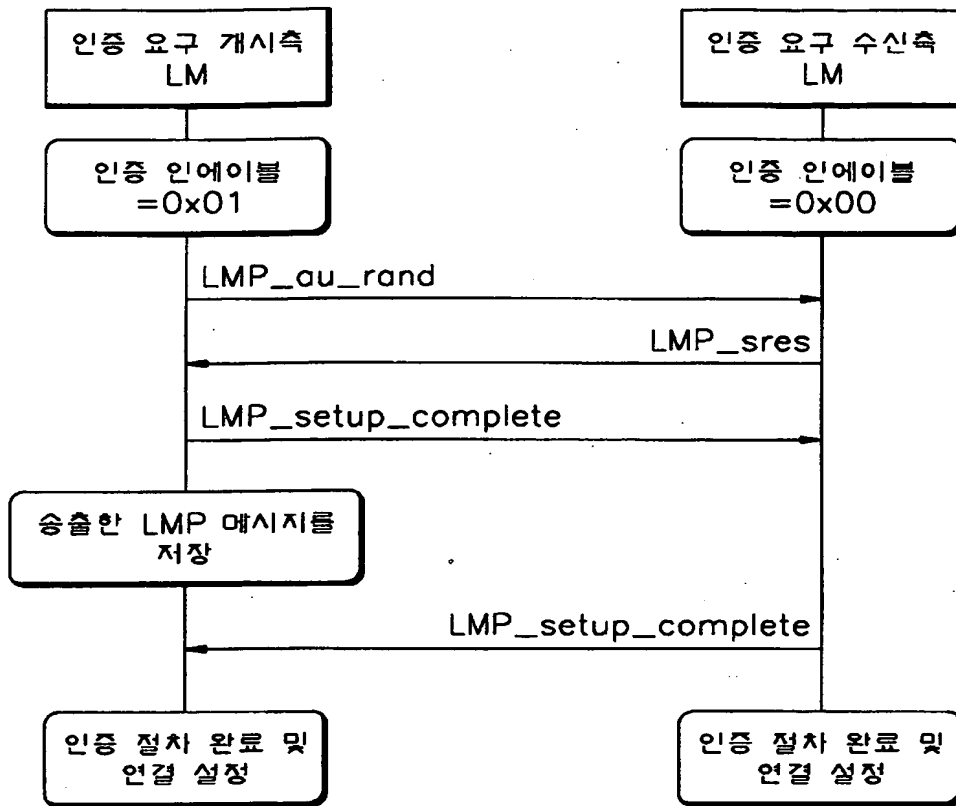 인증 요구 개시측
LM
인증 요구 수신측
LM
인증 인에이블
=0x01
인증 인에이블
=0x00
LMP_au_rand
LMP_sres
LMP_setup_complete
송출한 LMP 메시지를
저장
LMP_setup_complete
인증 절차 완료 및
연결 설정
인증 절차 완료 및
연결 설정